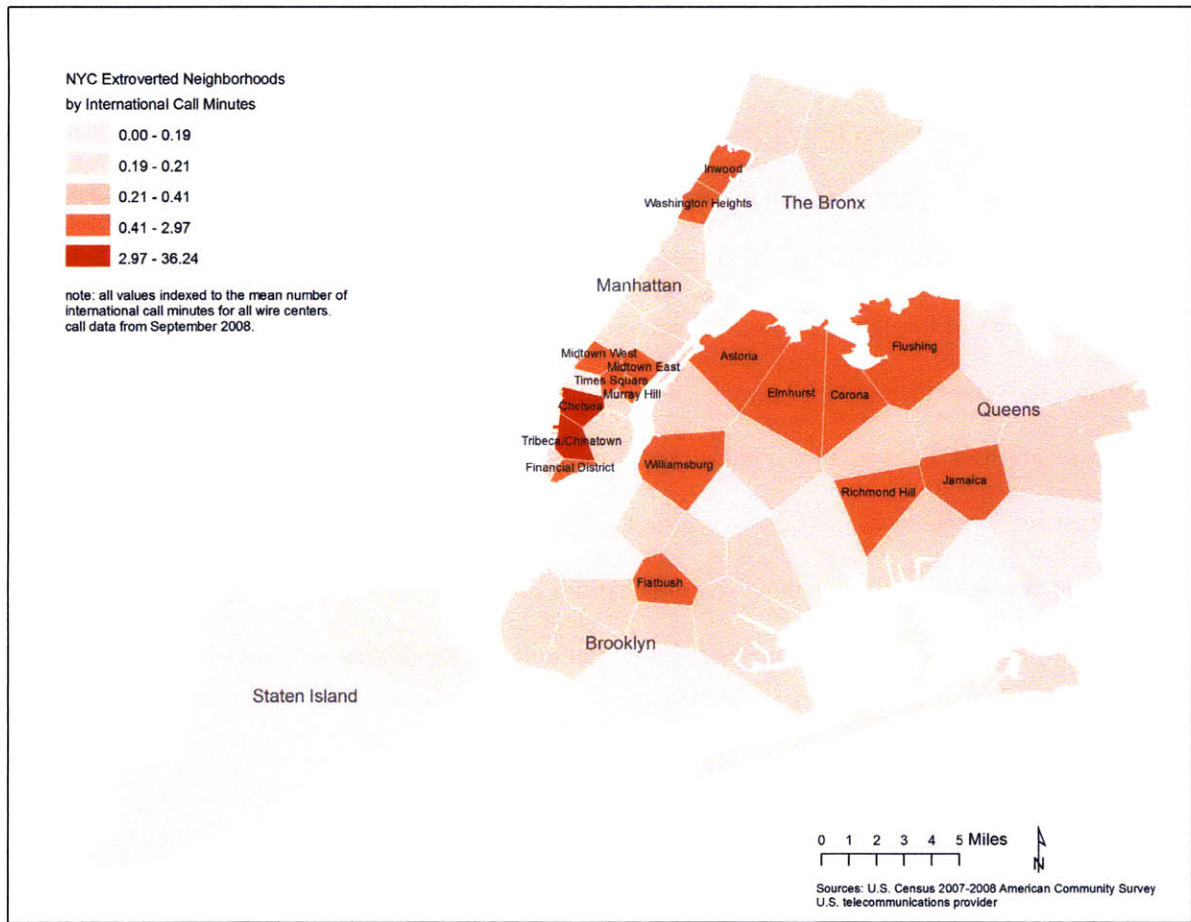 NYC Extroverted Neighborhoods
by International Call Minutes
0.00 - 0.19
0.19 - 0.21
0.21 - 0.41
0.41 - 2.97
2.97 - 36.24
note: all values indexed to the mean number of
international call minutes for all wire centers.
call data from September 2008.
Inwood
Washington Heights
The Bronx
Manhattan
Midtown West
Midtown East
Times Square
Murray Hill
Chelsea
Tribeca/Chinatown
Financial District
Astoria
Flushing
Elmhurst
Corona
Queens
Williamsburg
Richmond Hill
Jamaica
Flatbush
Brooklyn
Staten Island
0 1 2 3 4 5 Miles
N
Sources: U.S. Census 2007-2008 American Community Survey
U.S. telecommunications provider